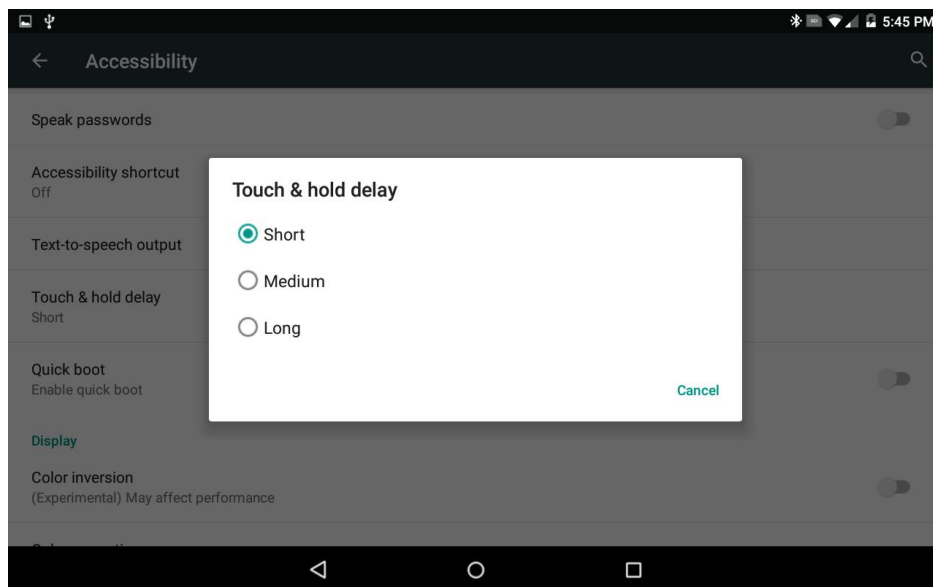 5:45 PM
Accessibility
Speak passwords
Accessibility shortcut
Off
Text-to-speech output
Touch & hold delay
Short
Quick boot
Enable quick boot
Display
Color inversion
(Experimental) May affect performance
Touch & hold delay
Short
Medium
Long
Cancel